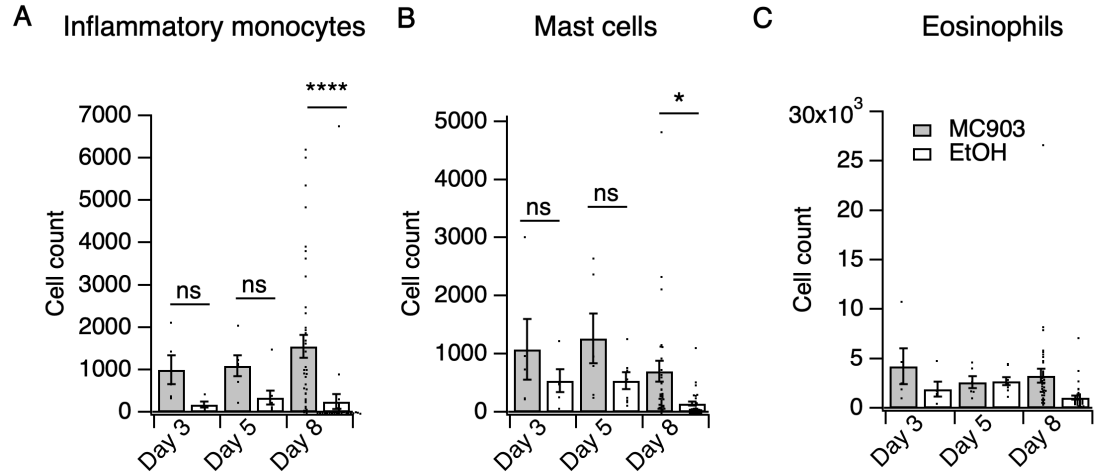 A Inflammatory monocytes
****
7000
6000
5000
4000
3000
2000
1000
0
Cell count
ns
ns
Day 3
Day 5
Day 8
B Mast cells
*
5000
4000
3000
2000
1000
0
Cell count
ns
ns
Day 3
Day 5
Day 8
C Eosinophils
30x10³
25
20
15
10
5
0
Cell count
MC903
EtOH
Day 3
Day 5
Day 8